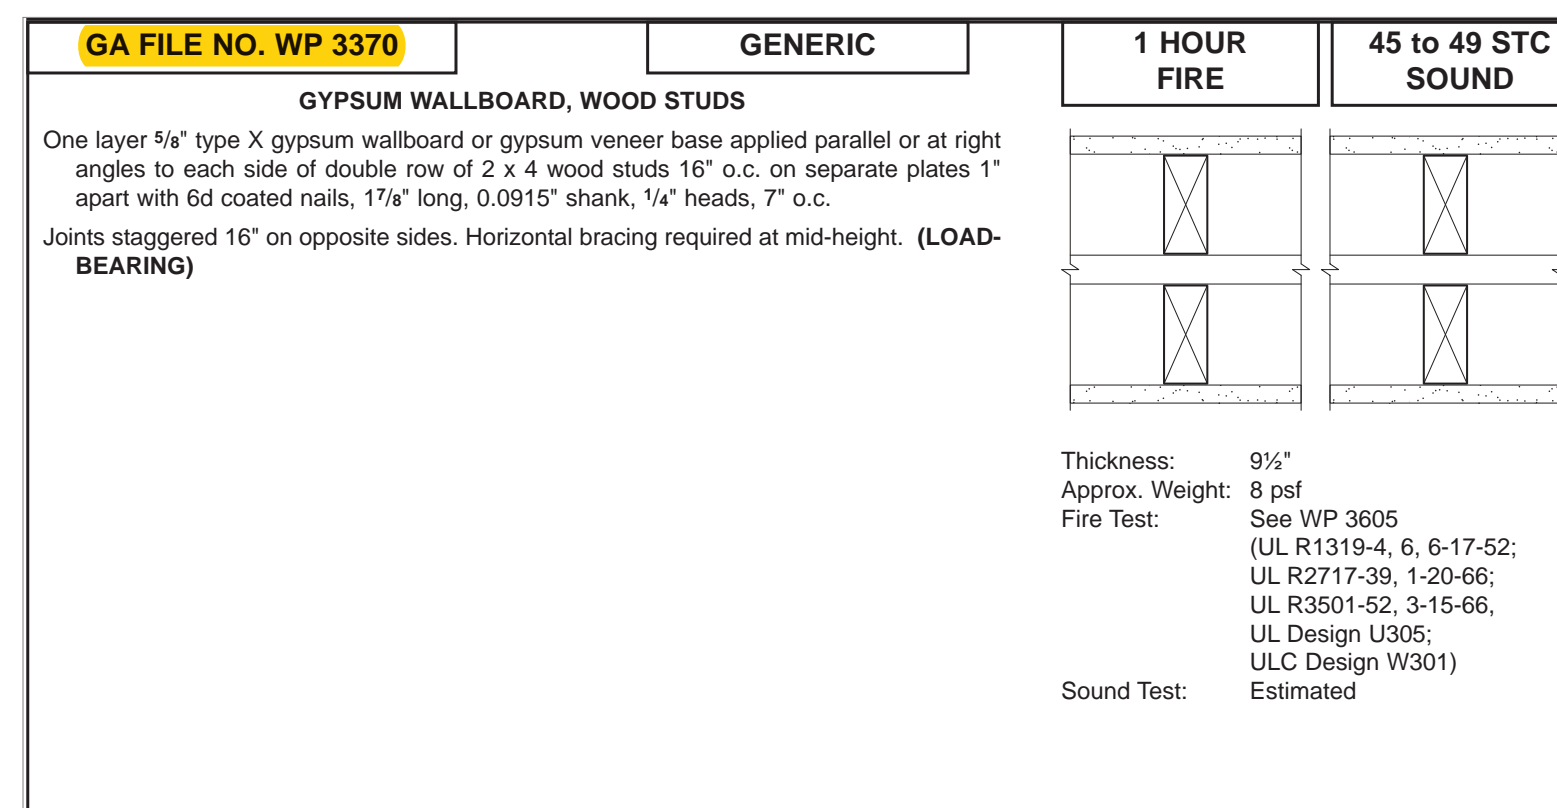 GA FILE NO. WP 3370
GENERIC
1 HOUR
FIRE
45 to 49 STC
SOUND
GYPSUM WALLBOARD, WOOD STUDS
One layer 5/8" type X gypsum wallboard or gypsum veneer base applied parallel or at right
angles to each side of double row of 2 x 4 wood studs 16" o.c. on separate plates 1"
apart with 6d coated nails, 17/8" long, 0.0915" shank, 1/4" heads, 7" o.c.
Joints staggered 16" on opposite sides. Horizontal bracing required at mid-height. (LOAD-
BEARING)
Thickness: 9½"
Approx. Weight: 8 psf
Fire Test: See WP 3605
(UL R1319-4, 6, 6-17-52;
UL R2717-39, 1-20-66;
UL R3501-52, 3-15-66,
UL Design U305;
ULC Design W301)
Sound Test: Estimated